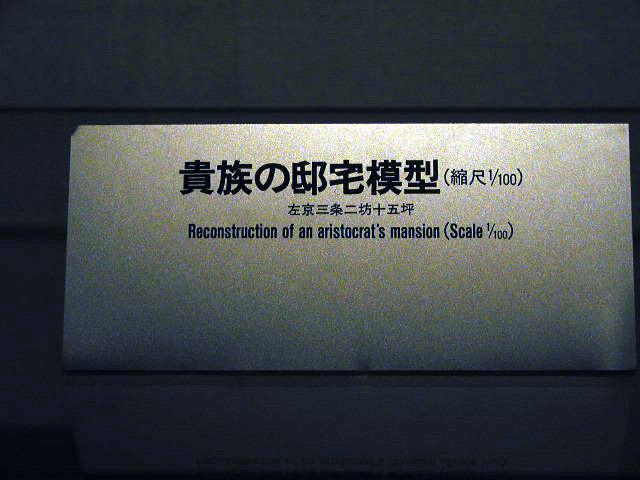 貴族の邸宅模型(縮尺1/100)
左京三条二坊十五坪
Reconstruction of an aristocrat's mansion (Scale 1/100)